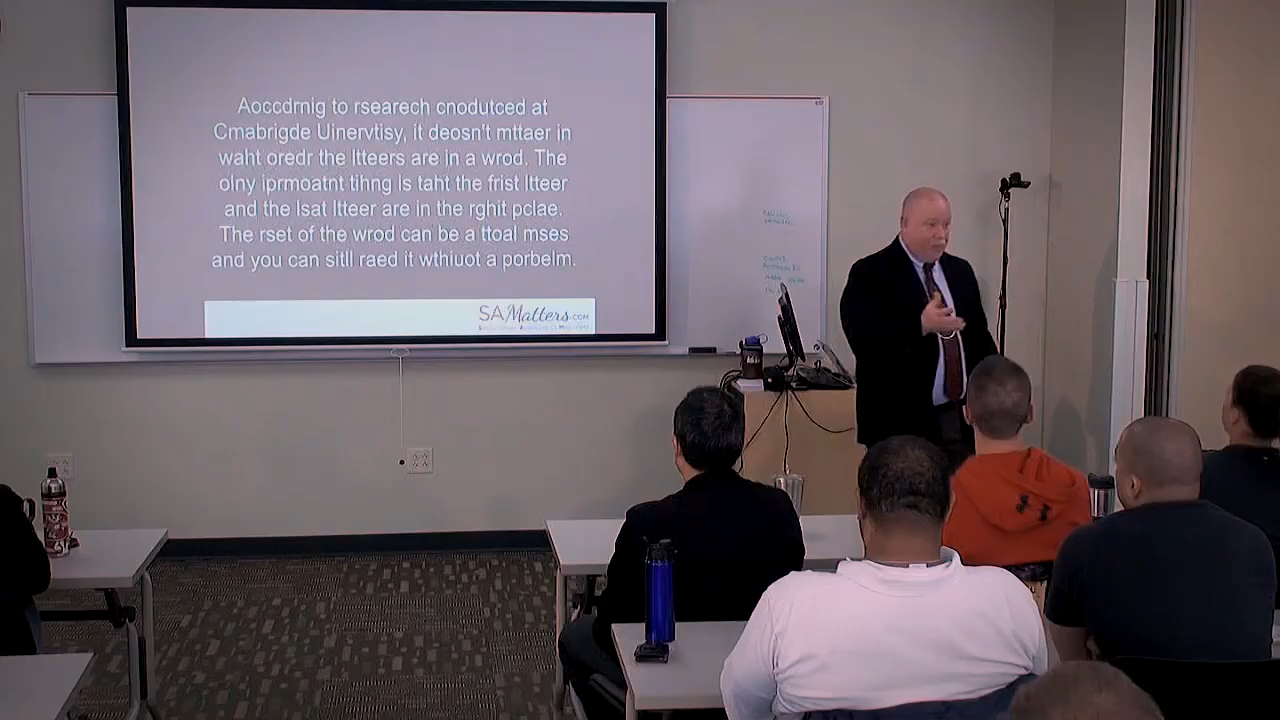 Aoccdrnig to rsearech cnodutced at
Cmabrigde Uinervtisy, it deosn't mttaer in
waht oredr the ltteers are in a wrod. The
olny iprmoatnt tihng is taht the frist ltteer
and the lsat ltteer are in the rghit pclae.
The rset of the wrod can be a ttoal mses
and you can sitll raed it wthiuot a porbelm.
SAMatters.COM